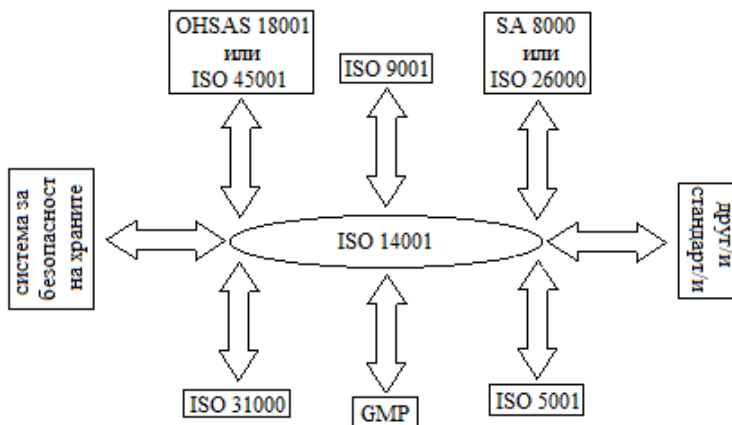 OHSAS 18001
или
ISO 45001
ISO 9001
SA 8000
или
ISO 26000
система за
безопасност
на храните
ISO 14001
друг/и
стандарт/и
ISO 31000
GMP
ISO 5001